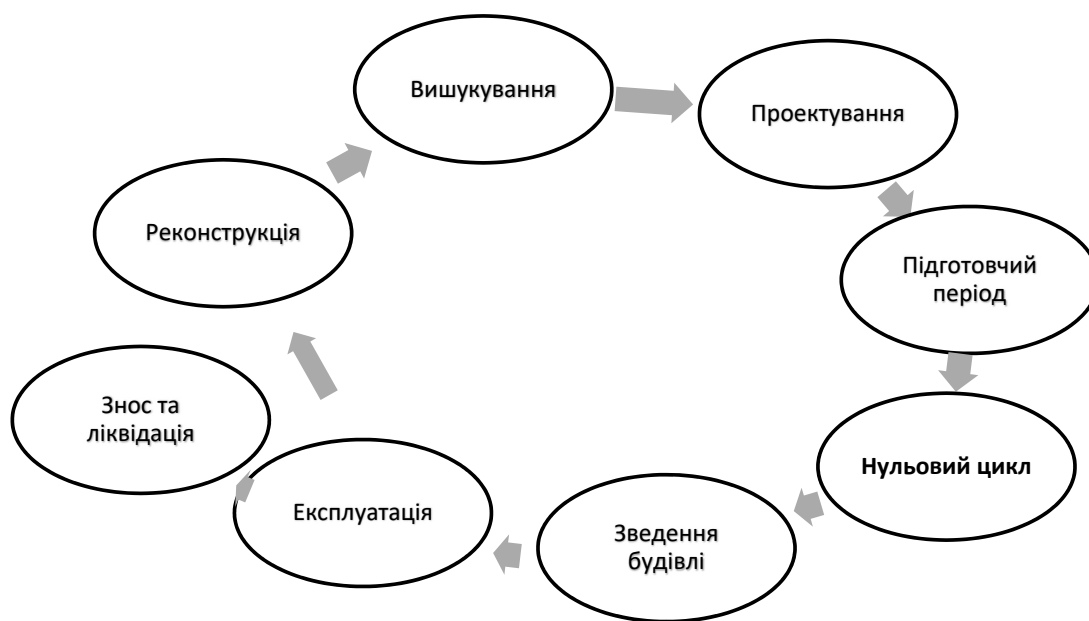 Вишукування
Проектування
Підготовчий
період
Нульовий цикл
Зведення
будівлі
Експлуатація
Знос та
ліквідація
Реконструкція